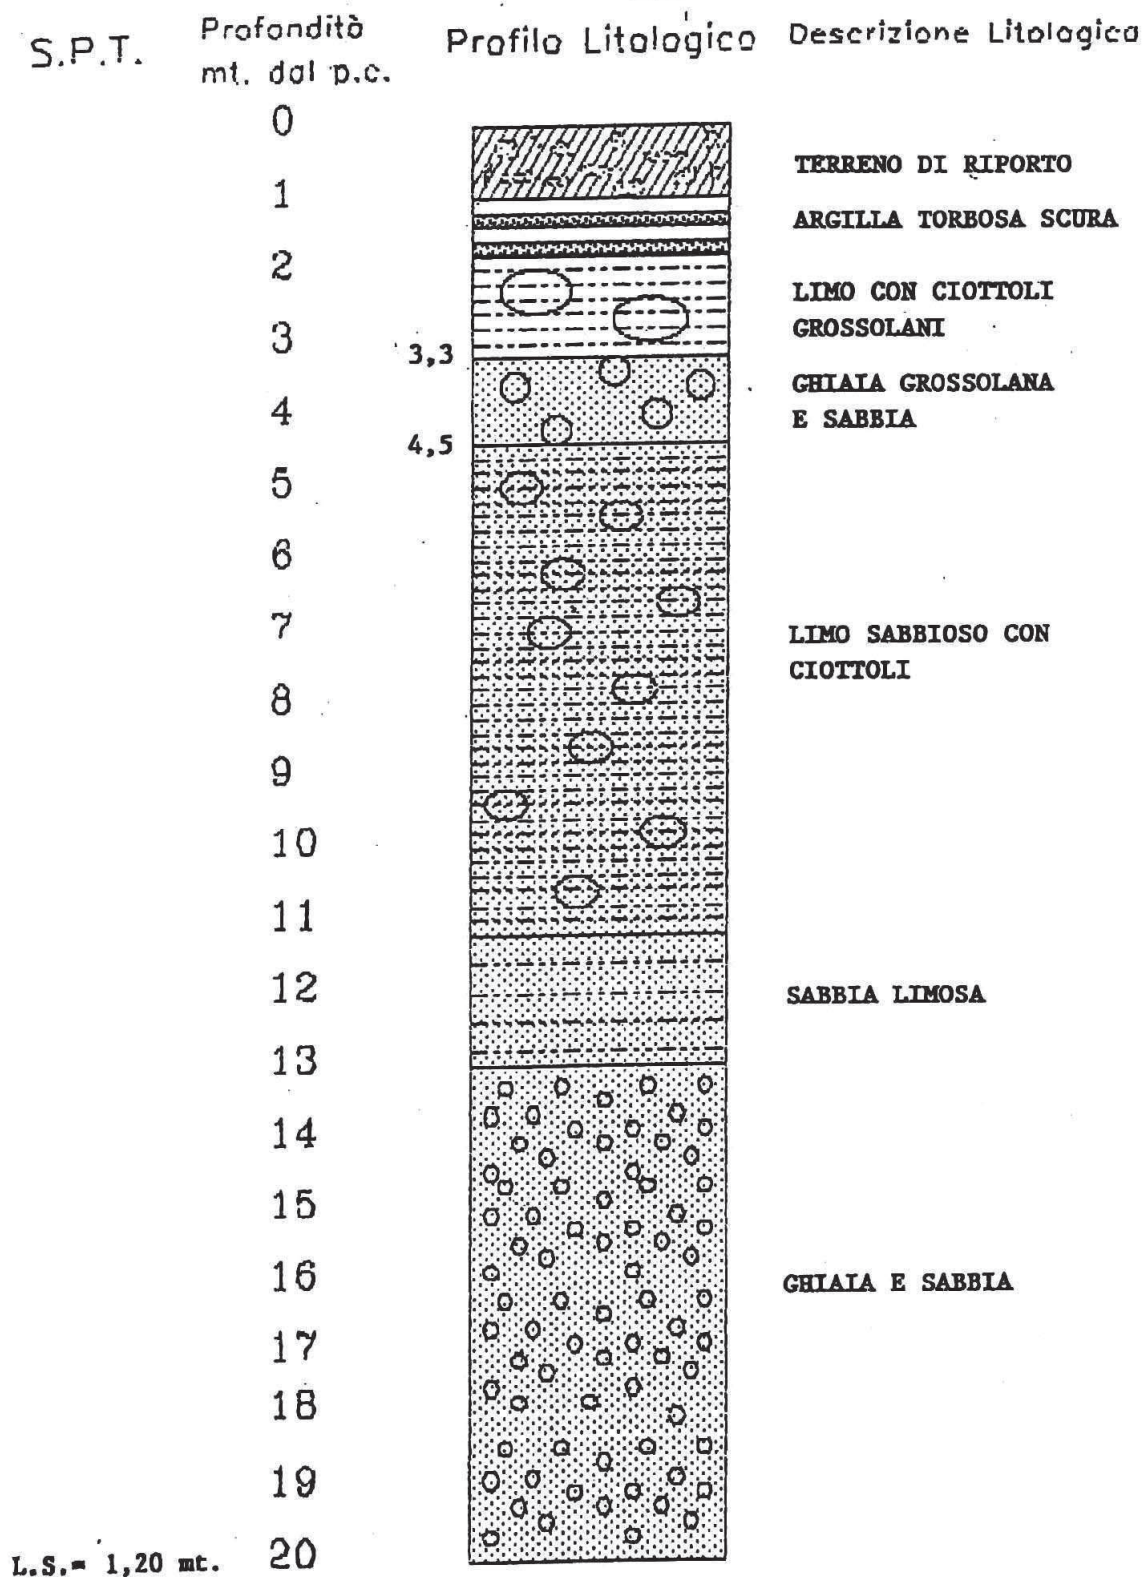 S.P.T.
Profondità
mt. dal p.c.
Profilo Litologico
Descrizione Litologica
0
TERRENO DI RIPORTO
1
ARGILLA TORBOSA SCURA
2
LIMO CON CIOTTOLI
GROSSOLANI
3
3,3
GHIAIA GROSSOLANA
E SABBIA
4
4,5
5
6
7
LIMO SABBIOSO CON
CIOTTOLI
8
9
10
11
12
SABBIA LIMOSA
13
14
15
16
GHIAIA E SABBIA
17
18
19
20
L.S.= 1,20 mt.